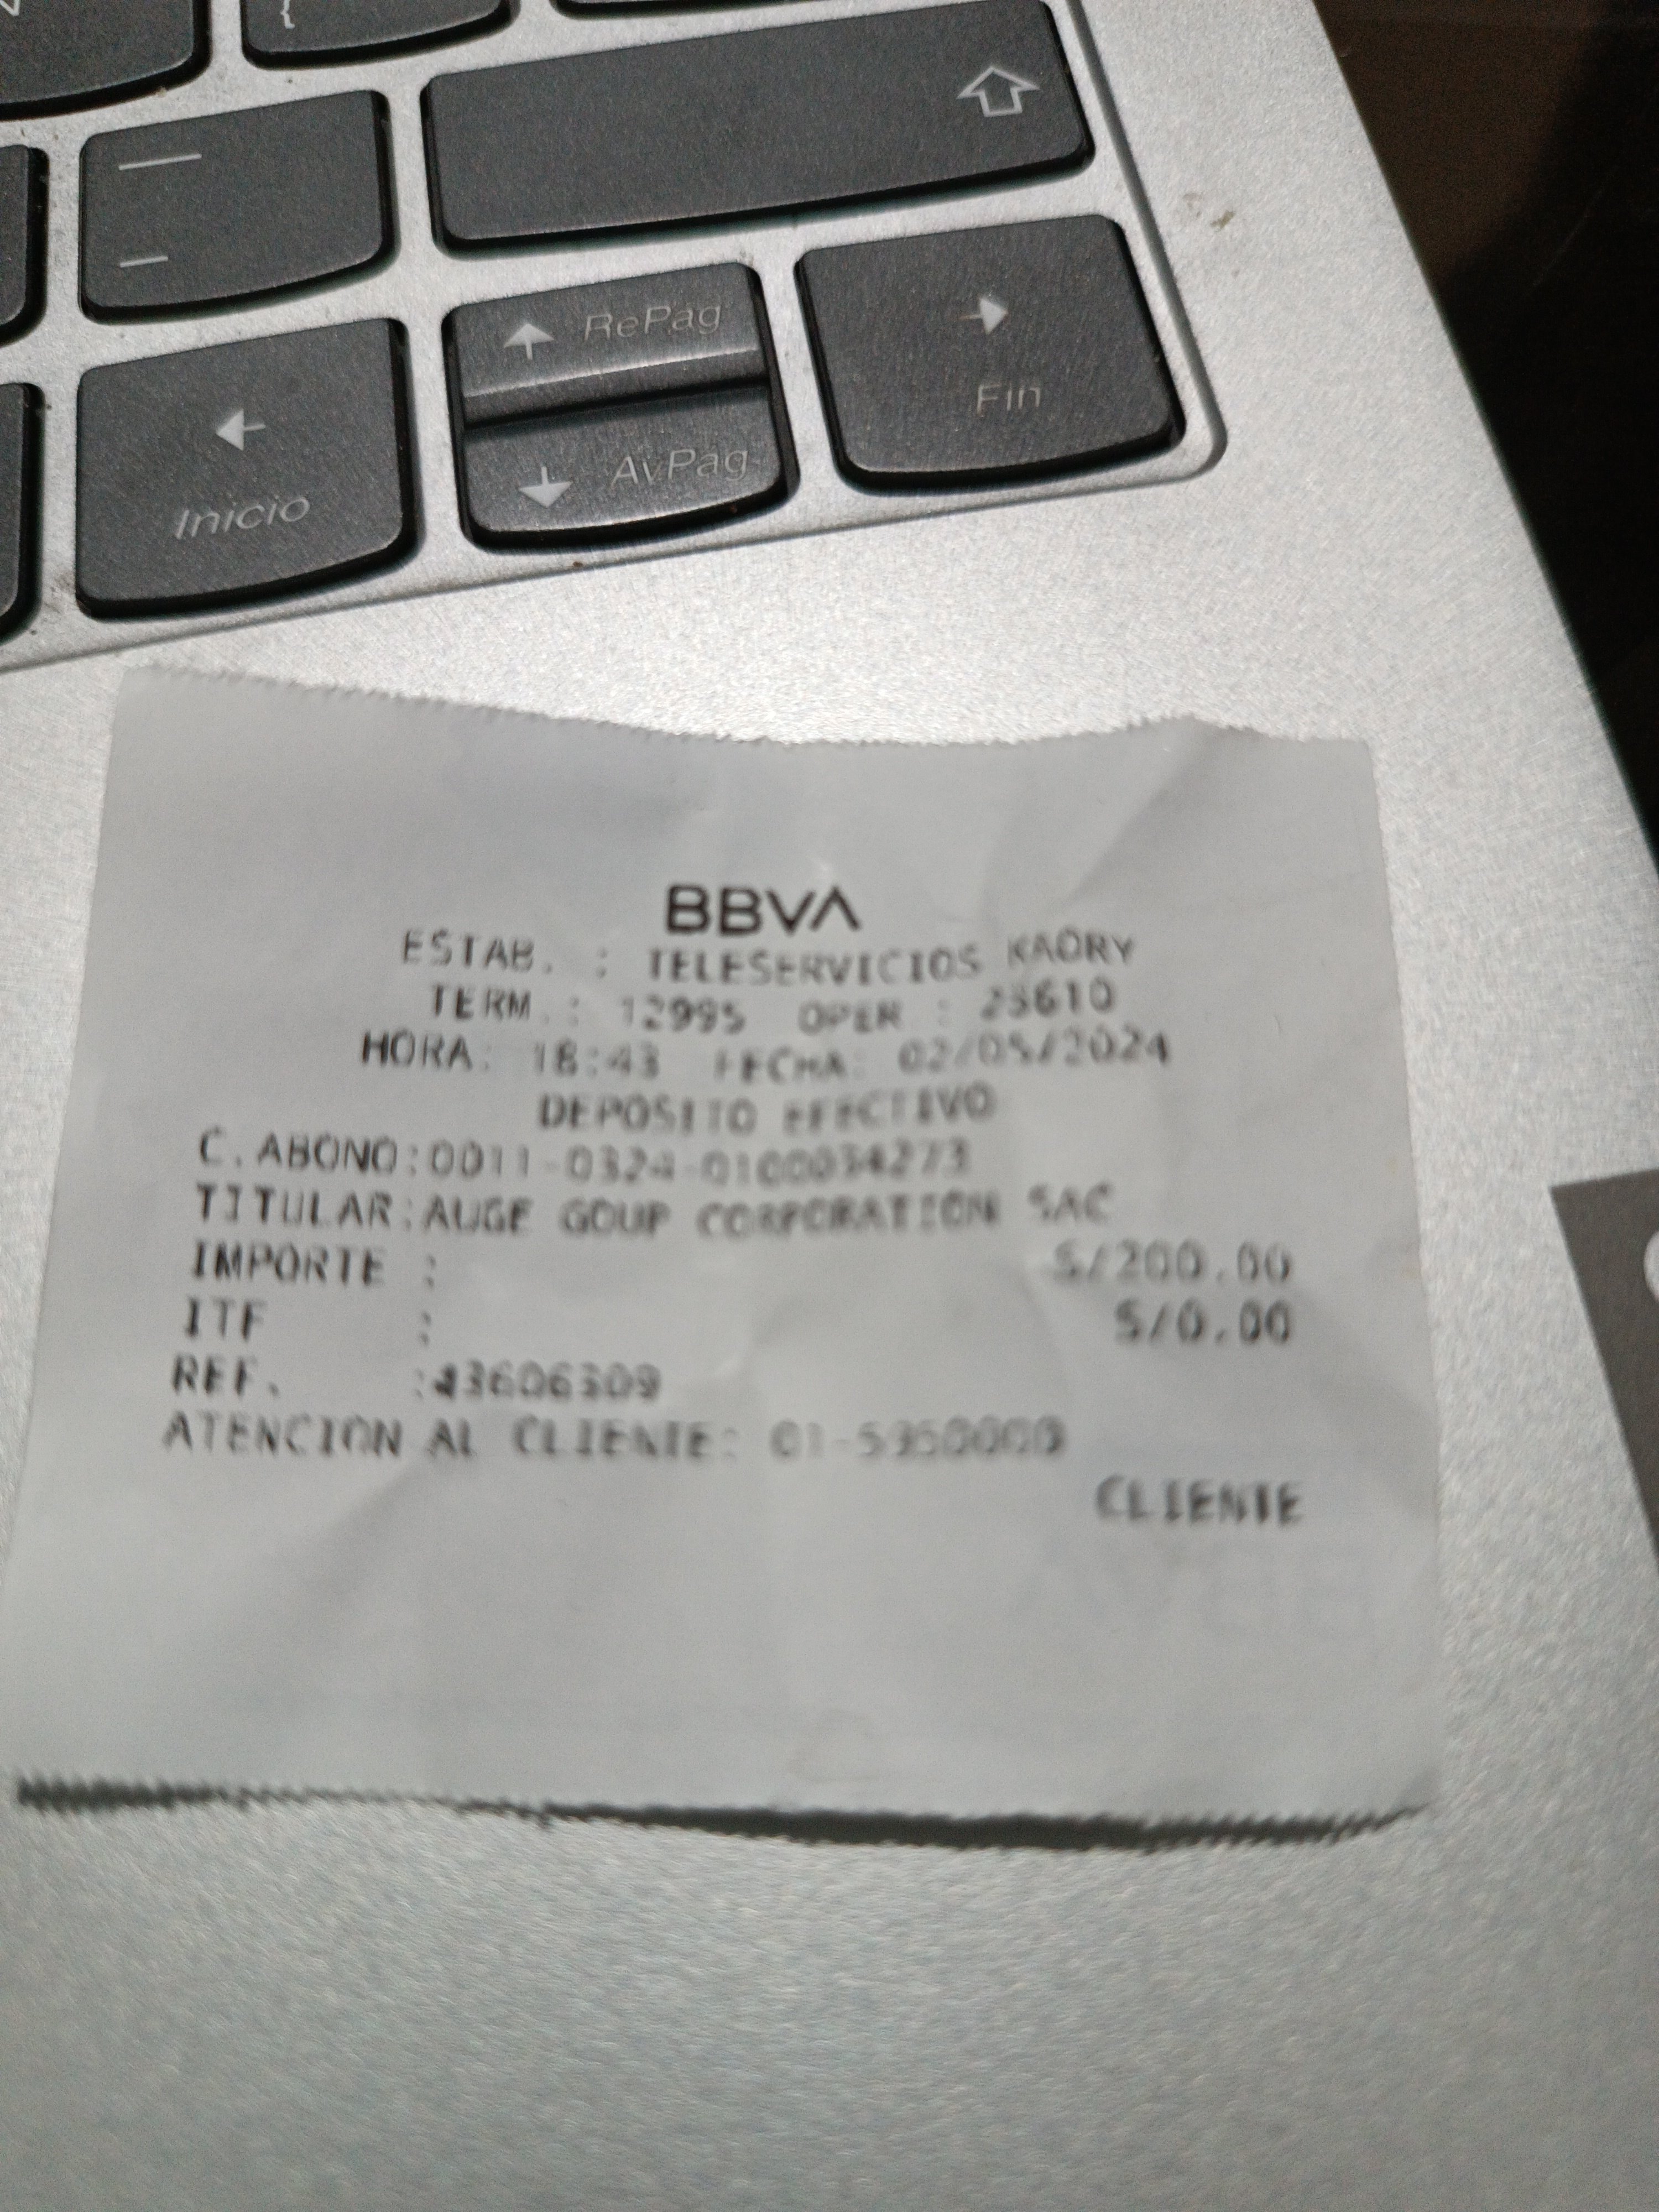 {
RePag
AvPag
Fin
Inicio
BBVA
ESTAB. : TELESERVICIOS KAORY
TERM.: 12995 OPER.: 23610
HORA: 18:43 FECHA: 02/05/2024
DEPOSITO EFECTIVO
C.ABONO:0011-0324-0100034273
TITULAR:AUGE GOUP CORPORATION SAC
IMPORTE : S/200.00
ITF : S/0.00
REF. :43606309
ATENCION AL CLIENTE: 01-5950000
CLIENTE